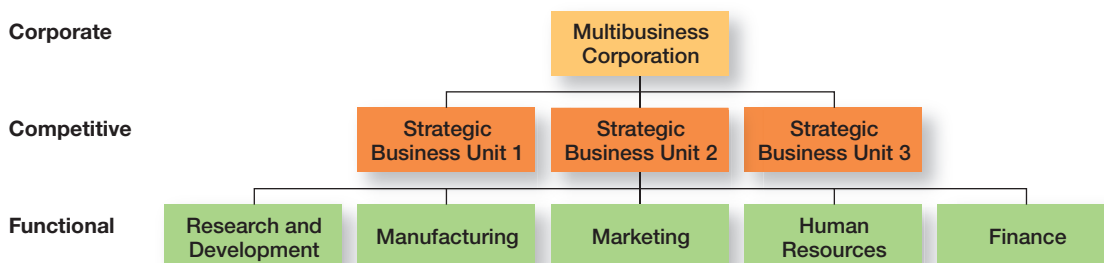 Corporate
Multibusiness
Corporation
Competitive
Strategic
Business Unit 1
Strategic
Business Unit 2
Strategic
Business Unit 3
Functional
Research and
Development
Manufacturing
Marketing
Human
Resources
Finance